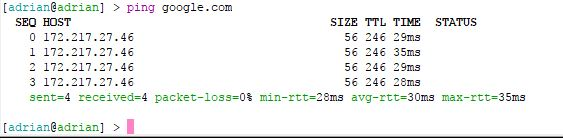 [adrian@adrian] > ping google.com
SEQ HOST SIZE TTL TIME STATUS
0 172.217.27.46 56 246 29ms
1 172.217.27.46 56 246 35ms
2 172.217.27.46 56 246 29ms
3 172.217.27.46 56 246 28ms
sent=4 received=4 packet-loss=0% min-rtt=28ms avg-rtt=30ms max-rtt=35ms
[adrian@adrian] >